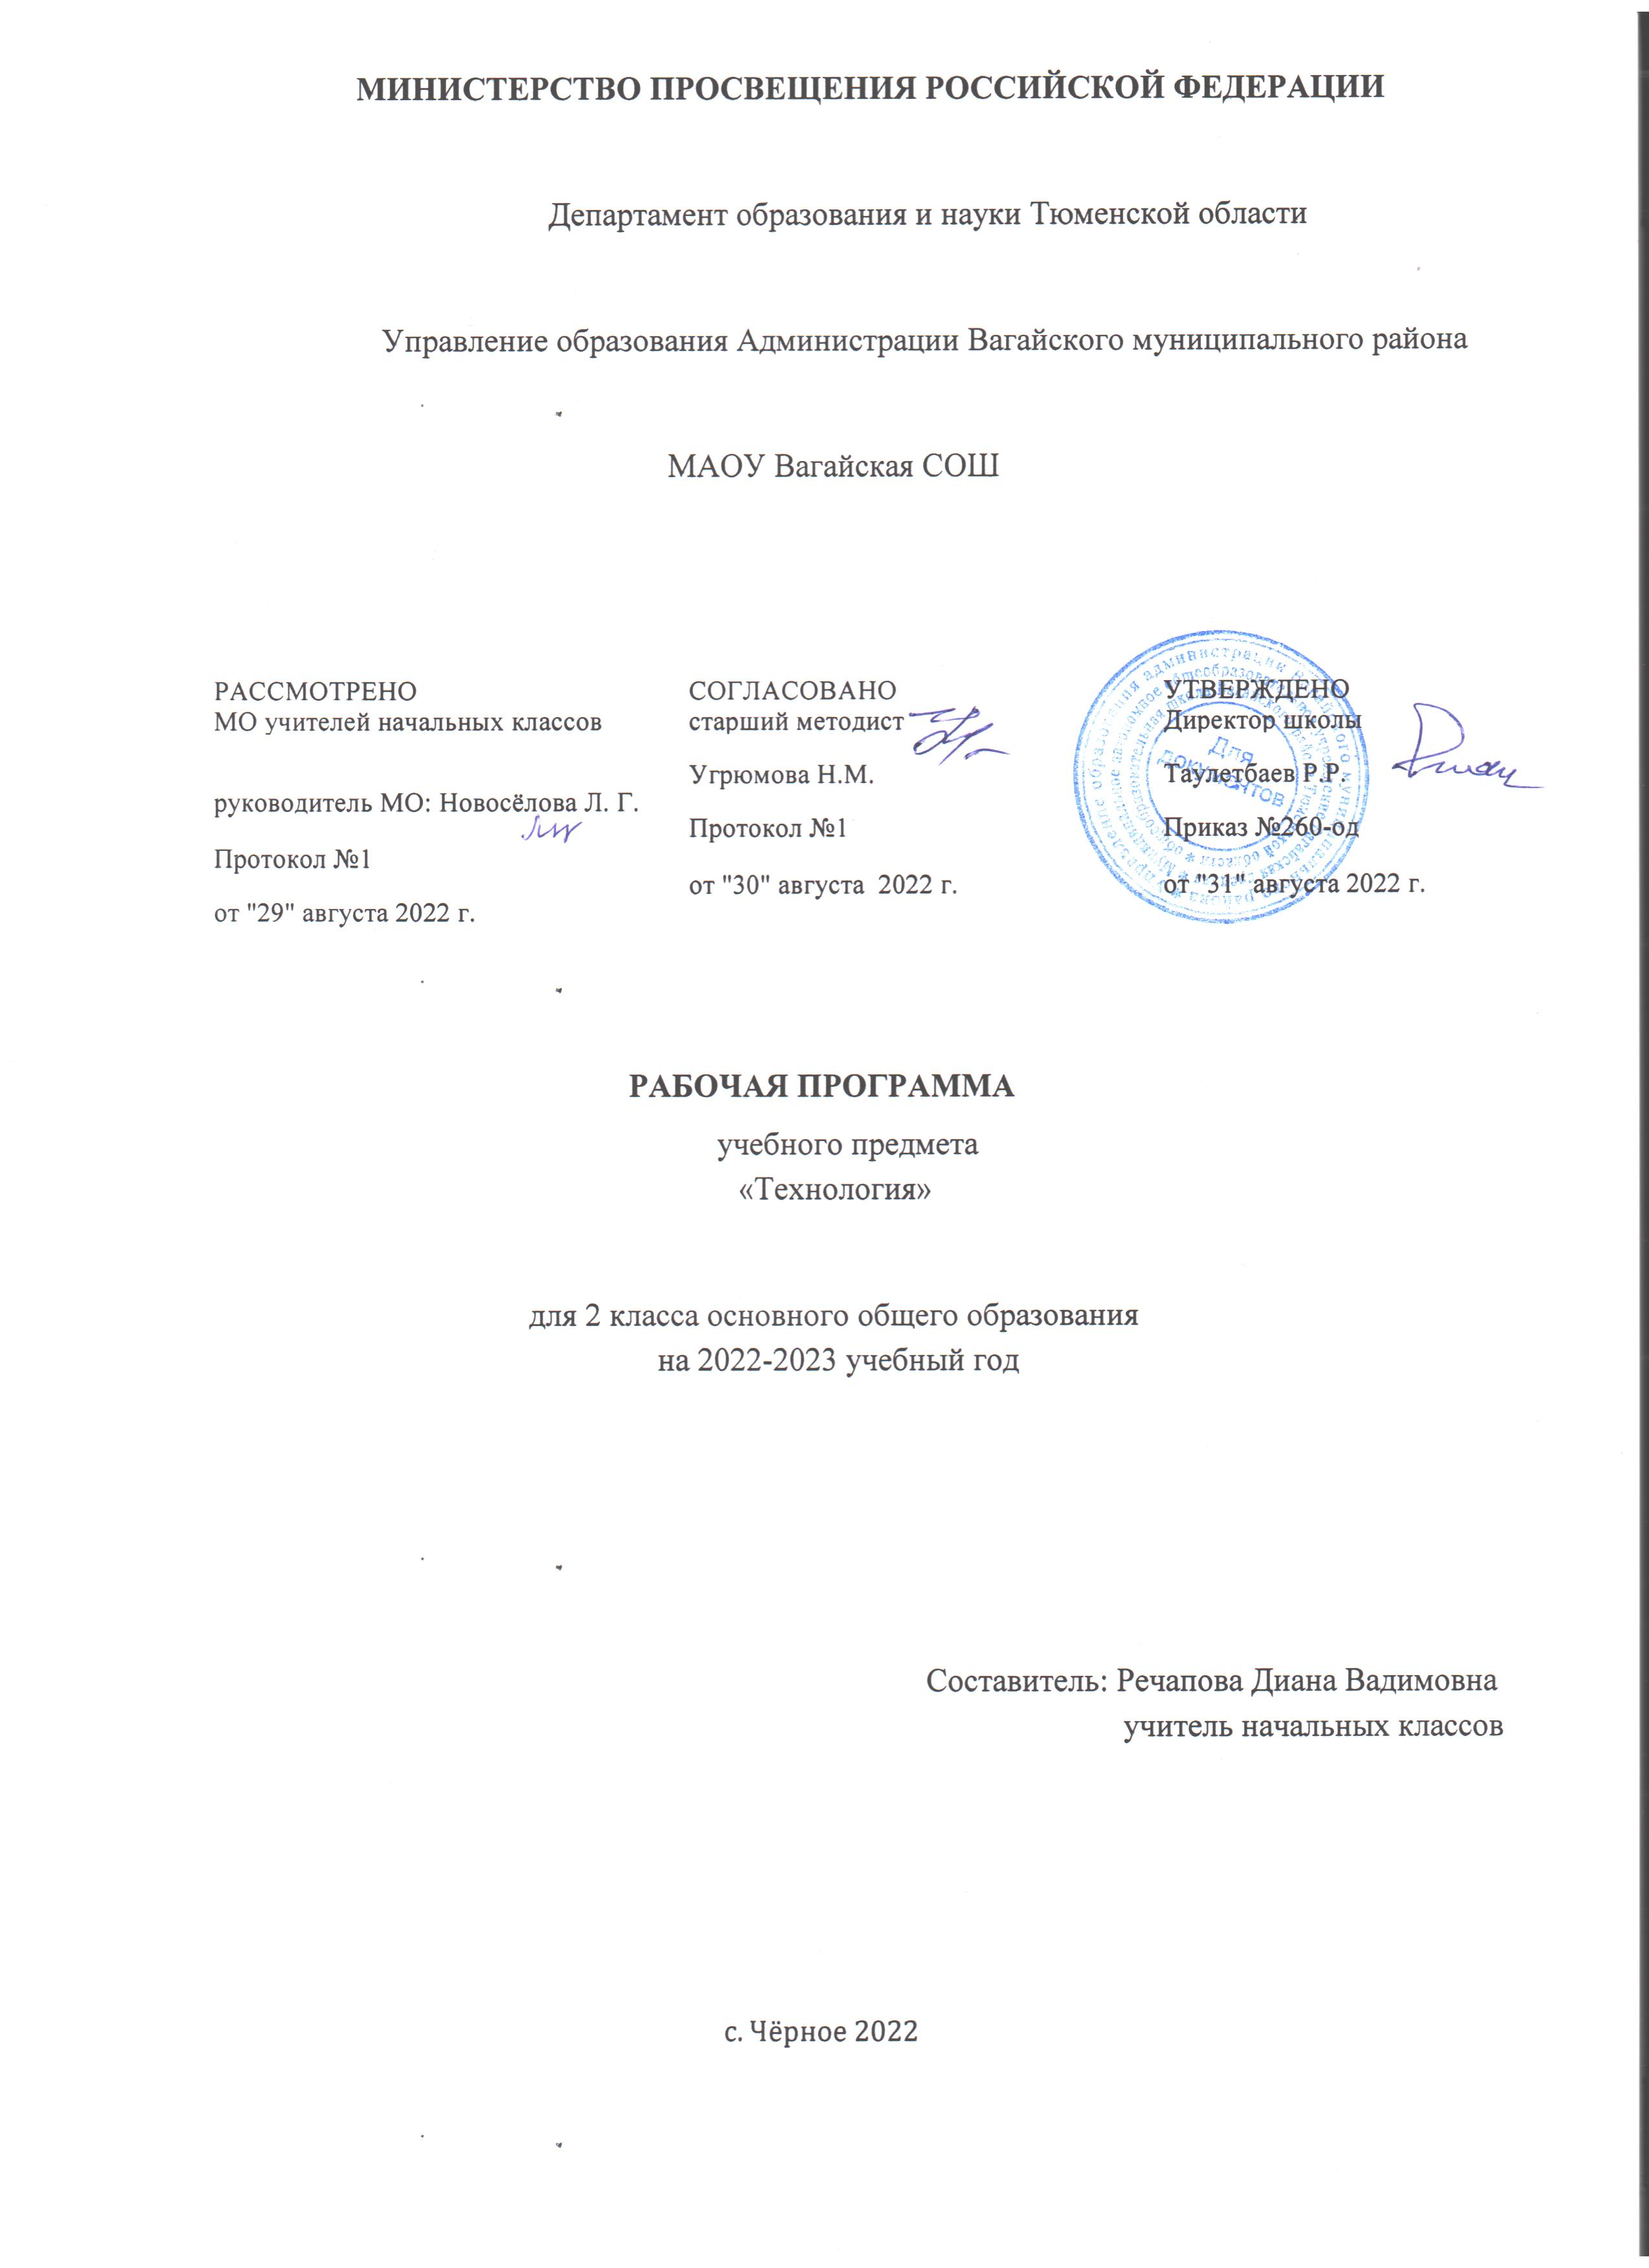 МИНИСТЕРСТВО ПРОСВЕЩЕНИЯ РОССИЙСКОЙ ФЕДЕРАЦИИ
Департамент образования и науки Тюменской области
Управление образования Администрации Вагайского муниципального района
МАОУ Вагайская СОШ
РАССМОТРЕНО
МО учителей начальных классов
руководитель МО: Новосёлова Л. Г.
Протокол №1
от "29" августа 2022 г.
СОГЛАСОВАНО
старший методист
Угрюмова Н.М.
Протокол №1
от "30" августа 2022 г.
УТВЕРЖДЕНО
Директор школы
Таулетбаев Р.Р.
Приказ №260-од
от "31" августа 2022 г.
Для
документов
РАБОЧАЯ ПРОГРАММА
учебного предмета
«Технология»
для 2 класса основного общего образования
на 2022-2023 учебный год
Составитель: Речапова Диана Вадимовна
учитель начальных классов
с. Чёрное 2022